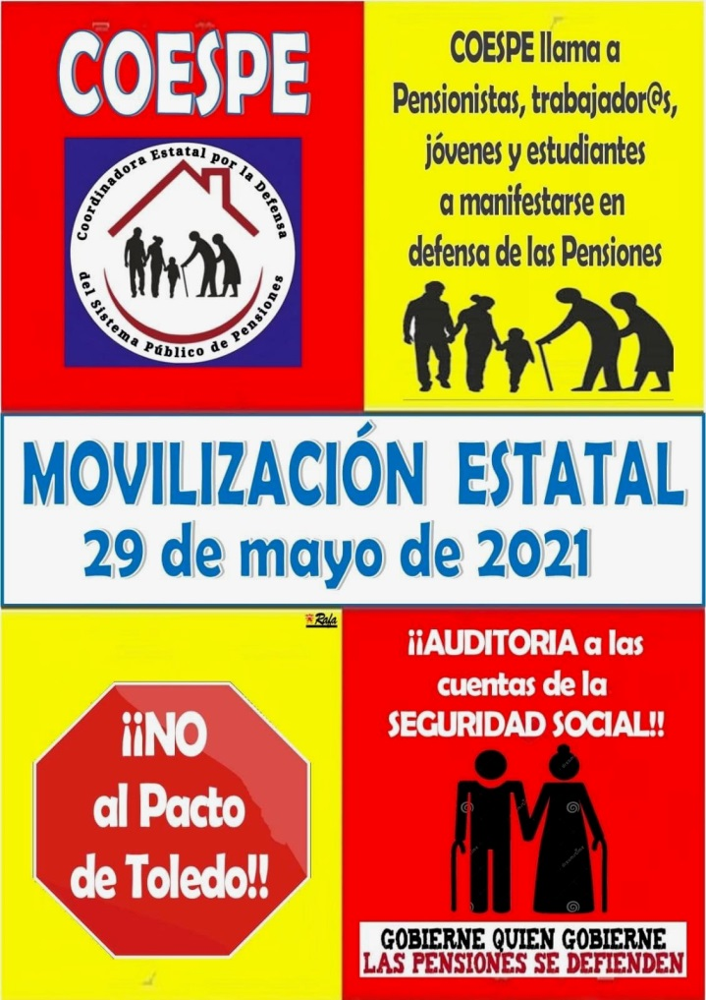 COESPE
Coordinadora Estatal por la Defensa
del Sistema Público de Pensiones
COESPE llama a
Pensionistas, trabajador@s,
jóvenes y estudiantes
a manifestarse en
defensa de las Pensiones
MOVILIZACIÓN ESTATAL
29 de mayo de 2021
Rafa
¡¡NO
al Pacto
de Toledo!!
¡¡AUDITORIA a las
cuentas de la
SEGURIDAD SOCIAL!!
GOBIERNE QUIEN GOBIERNE
LAS PENSIONES SE DEFIENDEN